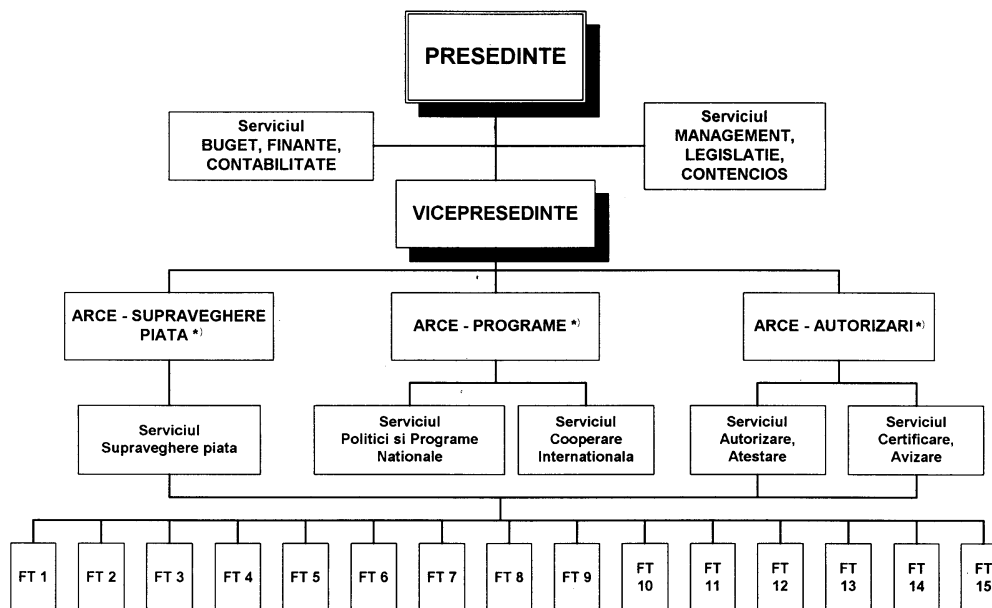 PRESEDINTE
Serviciul
BUGET, FINANTE,
CONTABILITATE
Serviciul
MANAGEMENT,
LEGISLATIE,
CONTENCIOS
VICEPRESEDINTE
ARCE - SUPRAVEGHERE
PIATA *)
ARCE - PROGRAME *)
ARCE - AUTORIZARI *)
Serviciul
Supraveghere piata
Serviciul
Politici si Programe
Nationale
Serviciul
Cooperare
Internationala
Serviciul
Autorizare,
Atestare
Serviciul
Certificare,
Avizare
FT 1
FT 2
FT 3
FT 4
FT 5
FT 6
FT 7
FT 8
FT 9
FT
10
FT
11
FT
12
FT
13
FT
14
FT
15